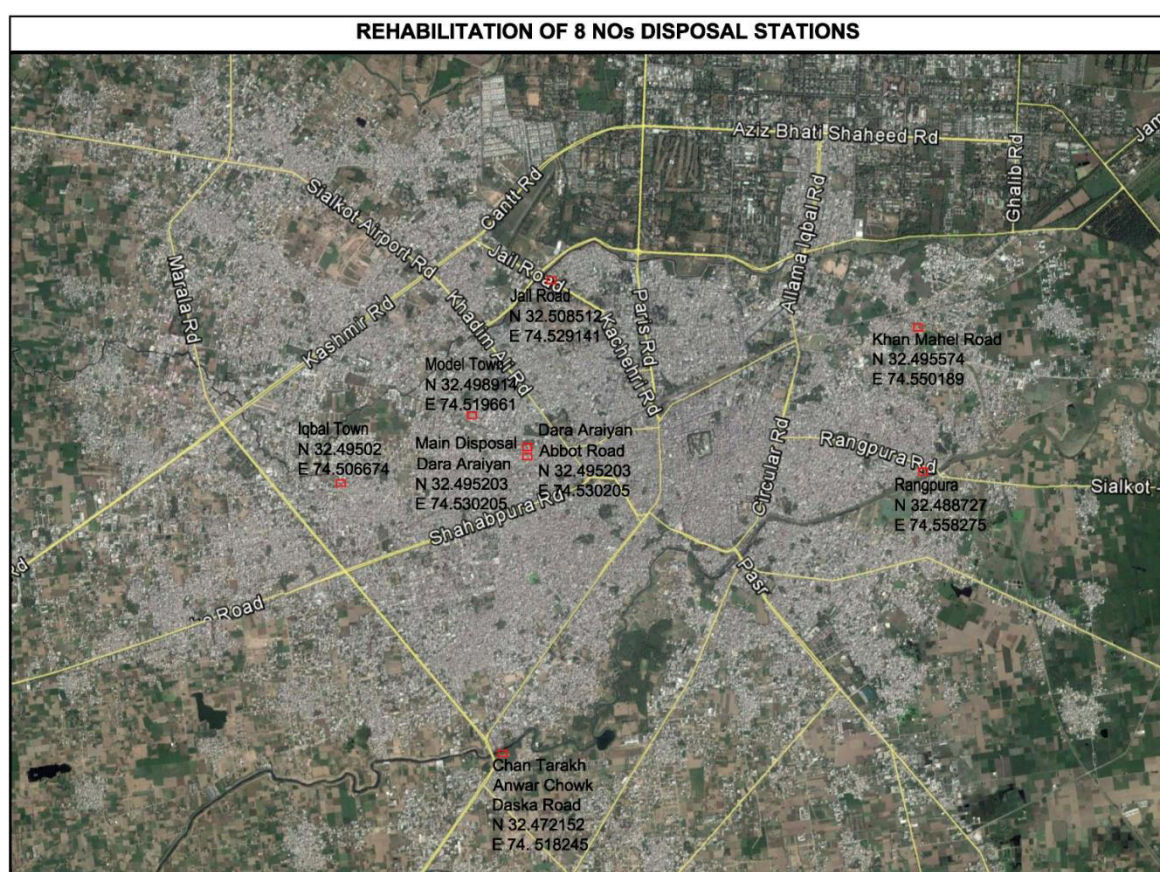 REHABILITATION OF 8 NOs DISPOSAL STATIONS
Aziz Bhati Shaheed Rd
Ghalib Rd
Cantt Rd
Allama Iqbal Rd
Sialkot Airport Rd
Marala Rd
Kashmir Rd
Jail Road
Jail Road
N 32.508512
E 74.529141
Paris Rd
Kachehri Rd
Khadim Ali Rd
Khan Mahel Road
N 32.495574
E 74.550189
Model Town
N 32.498914
E 74.519661
Iqbal Town
N 32.49502
E 74.506674
Main Disposal
Dara Araiyan
N 32.495203
E 74.530205
Dara Araiyan
Abbot Road
N 32.495203
E 74.530205
Circular Rd
Rangpura Rd
Rangpura
N 32.488727
E 74.558275
Sialkot
Shahabpura Rd
Rd
Road
Pasr
Chan Tarakh
Anwar Chowk
Daska Road
N 32.472152
E 74. 518245